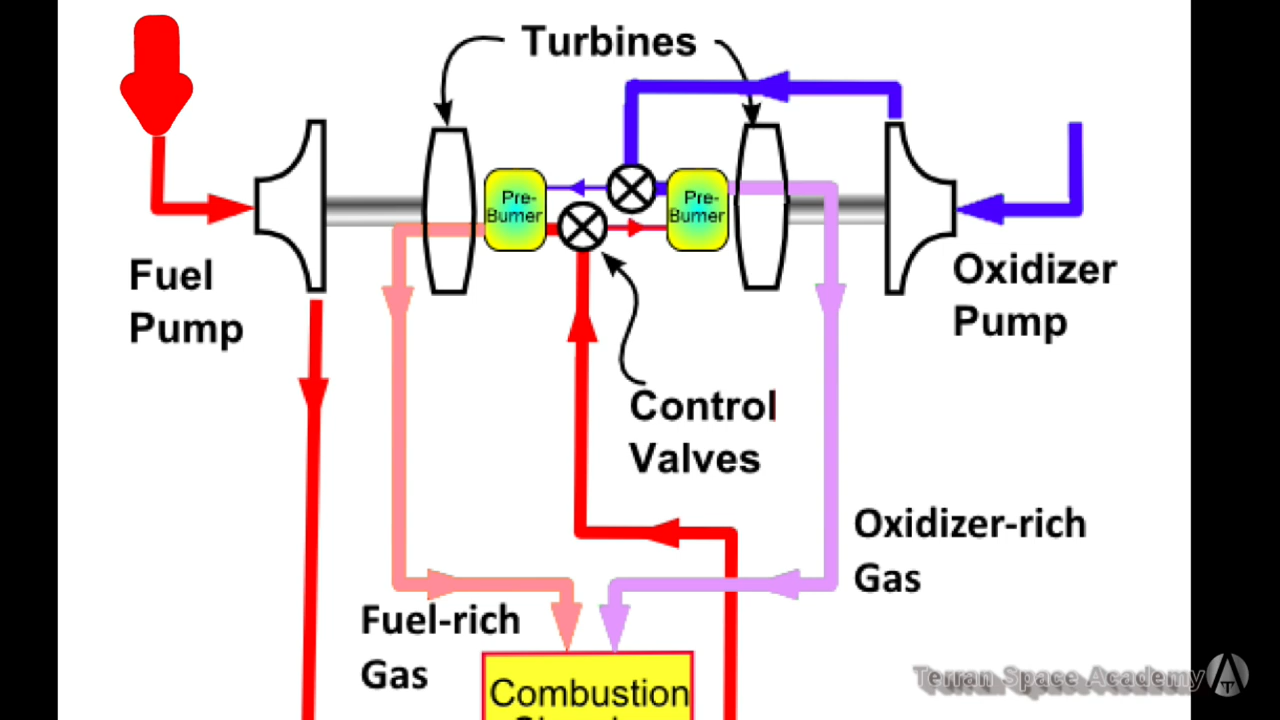 Turbines
Pre-
Burner
Pre-
Burner
Fuel
Pump
Oxidizer
Pump
Control
Valves
Oxidizer-rich
Gas
Fuel-rich
Gas
Combustion
Terran Space Academy